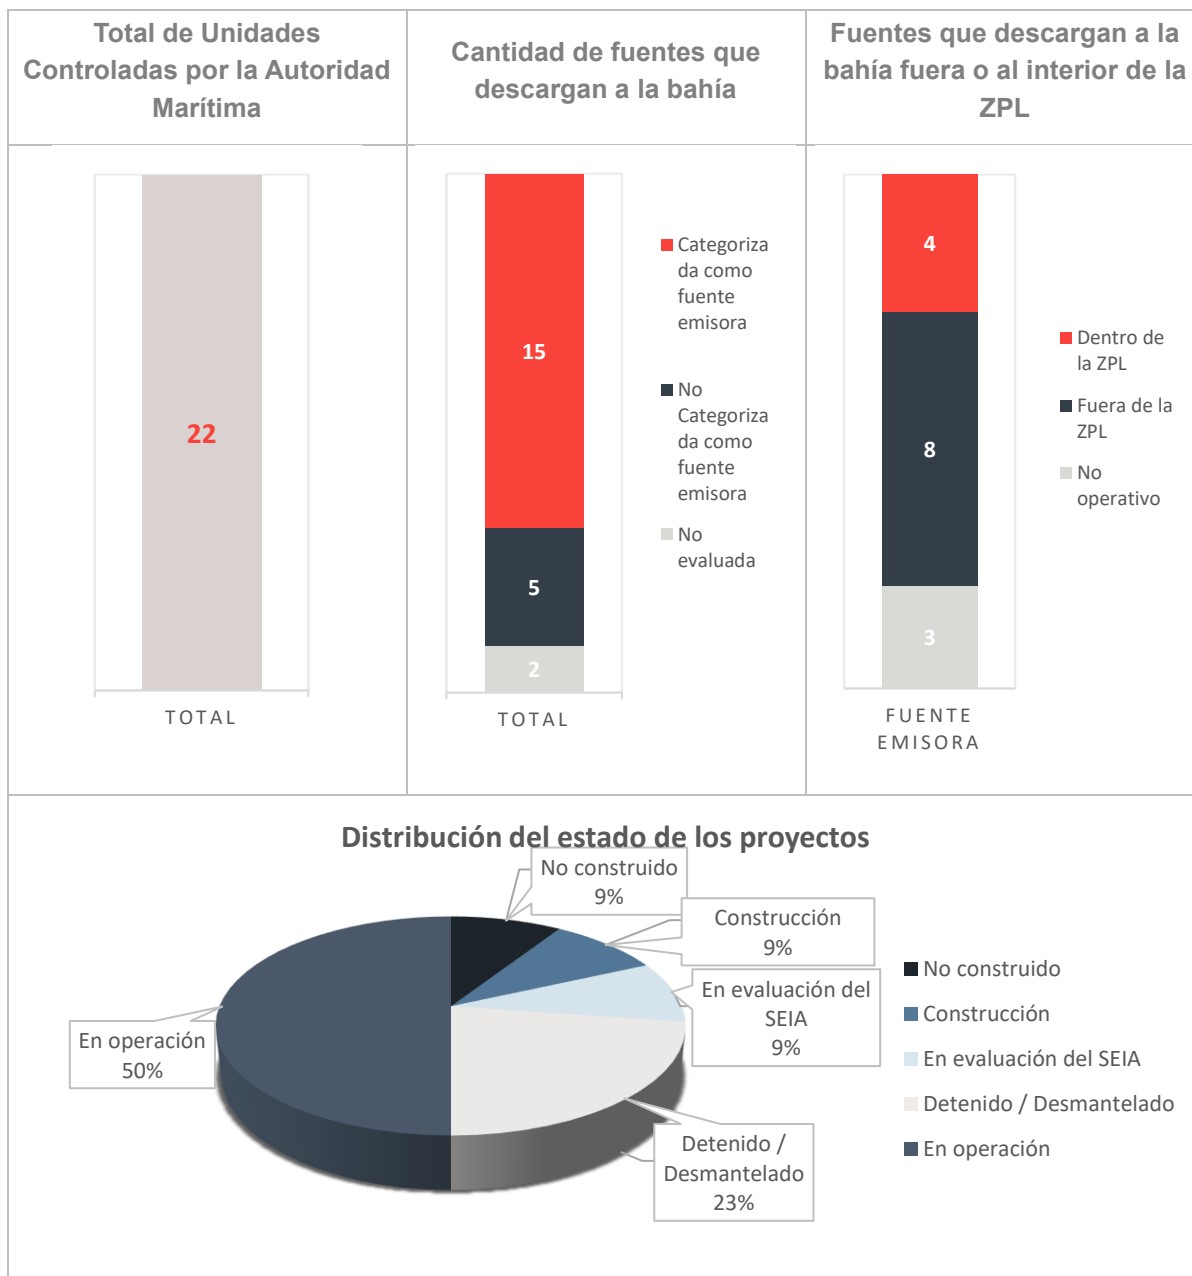 Total de Unidades
Controladas por la Autoridad
Marítima
Cantidad de fuentes que
descargan a la bahía
Fuentes que descargan a la
bahía fuera o al interior de la
ZPL
22
TOTAL
15
5
2
TOTAL
Categoriza
da como
fuente
emisora
No
Categoriza
da como
fuente
emisora
No
evaluada
4
8
3
FUENTE
EMISORA
Dentro de
la ZPL
Fuera de la
ZPL
No
operativo
Distribución del estado de los proyectos
No construido
9%
Construcción
9%
En evaluación del
SEIA
9%
Detenido /
Desmantelado
23%
En operación
50%
No construido
Construcción
En evaluación del SEIA
Detenido / Desmantelado
En operación